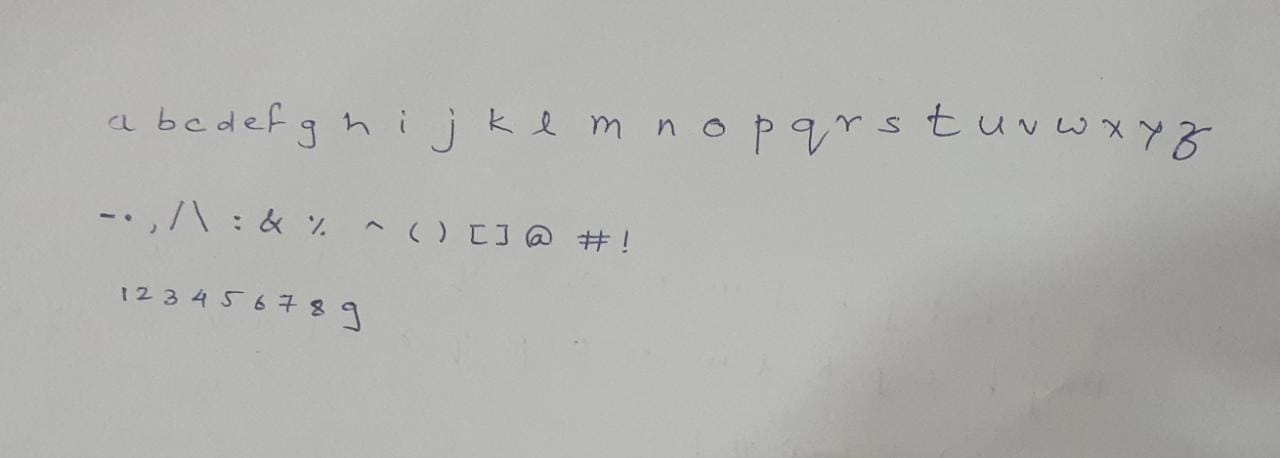 a b c d e f g h i j k l m n o p q r s t u v w x y z
- . , / \ : & % ^ ( ) [ ] @ # !
1 2 3 4 5 6 7 8 9